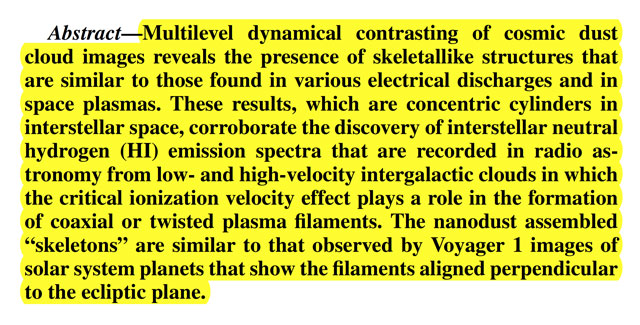 Abstract—Multilevel dynamical contrasting of cosmic dust
cloud images reveals the presence of skeletallike structures that
are similar to those found in various electrical discharges and in
space plasmas. These results, which are concentric cylinders in
interstellar space, corroborate the discovery of interstellar neutral
hydrogen (HI) emission spectra that are recorded in radio as-
tronomy from low- and high-velocity intergalactic clouds in which
the critical ionization velocity effect plays a role in the formation
of coaxial or twisted plasma filaments. The nanodust assembled
“skeletons” are similar to that observed by Voyager 1 images of
solar system planets that show the filaments aligned perpendicular
to the ecliptic plane.